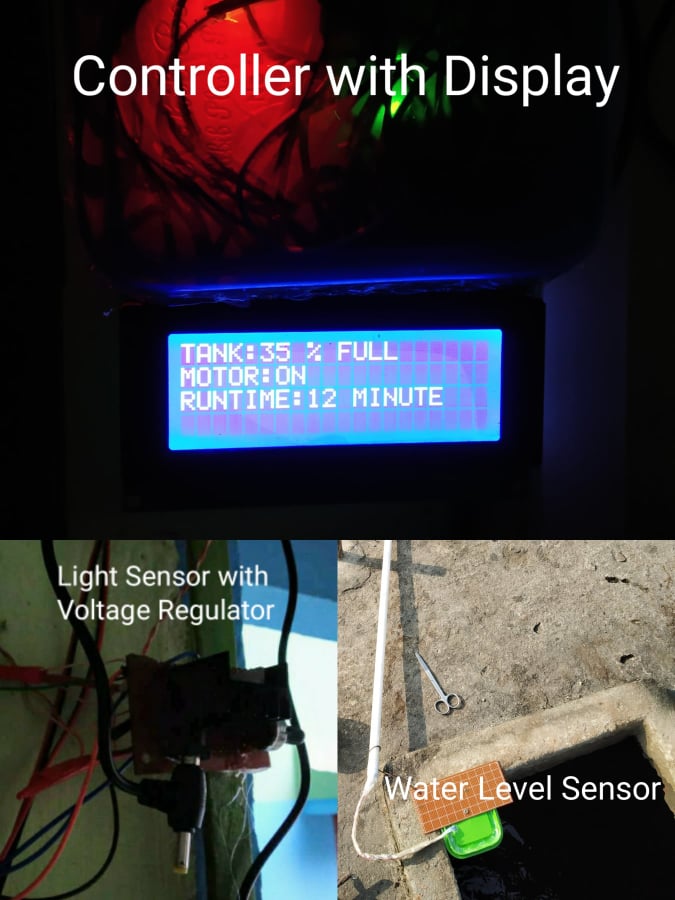 Controller with Display
TANK:35 % FULL
MOTOR:ON
RUNTIME:12 MINUTE
Light Sensor with
Voltage Regulator
Water Level Sensor